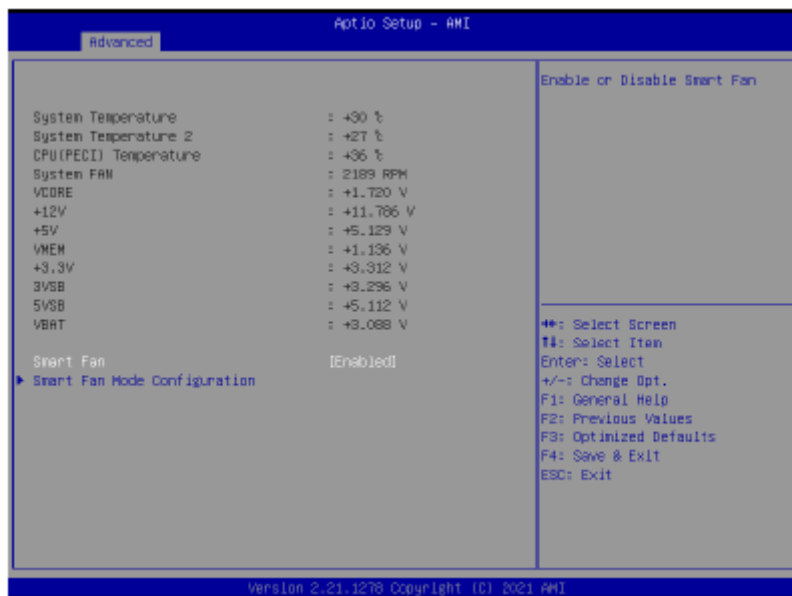 Aptio Setup - AMI
Advanced
System Temperature : +30 ℃
System Temperature 2 : +27 ℃
CPU(PECI) Temperature : +36 ℃
System FAN : 2189 RPM
VCORE : +1.720 V
+12V : +11.786 V
+5V : +5.129 V
VMEM : +1.136 V
+3.3V : +3.312 V
3VSB : +3.296 V
5VSB : +5.112 V
VBAT : +3.088 V
Smart Fan [Enabled]
Smart Fan Mode Configuration
Enable or Disable Smart Fan
→←: Select Screen
↑↓: Select Item
Enter: Select
+/-: Change Opt.
F1: General Help
F2: Previous Values
F3: Optimized Defaults
F4: Save & Exit
ESC: Exit
Version 2.21.1278 Copyright (C) 2021 AMI